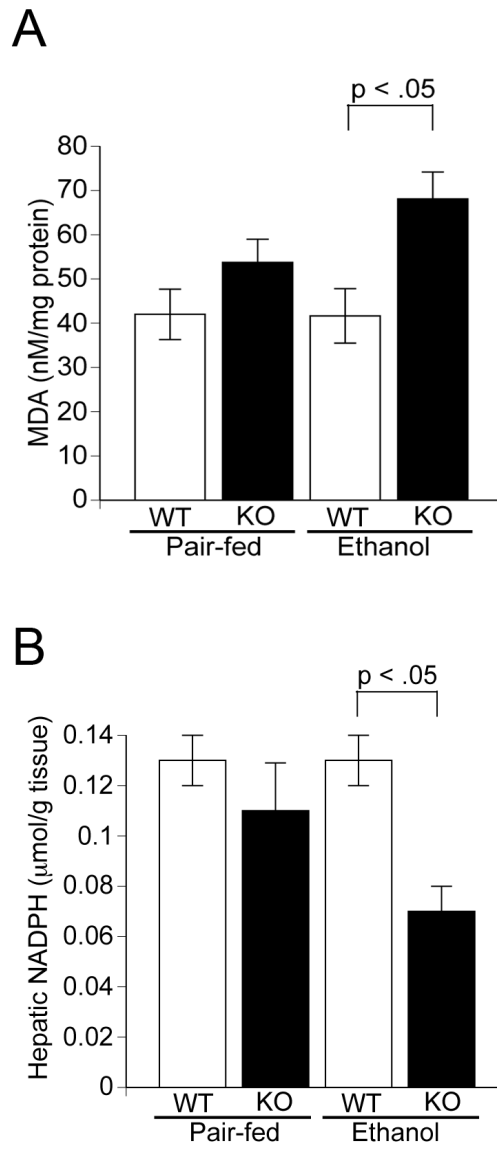 A
p < .05
MDA (nM/mg protein)
80
70
60
50
40
30
20
10
0
WT KO WT KO
Pair-fed Ethanol
B
p < .05
Hepatic NADPH (μmol/g tissue)
0.14
0.12
0.1
0.08
0.06
0.04
0.02
0
WT KO WT KO
Pair-fed Ethanol